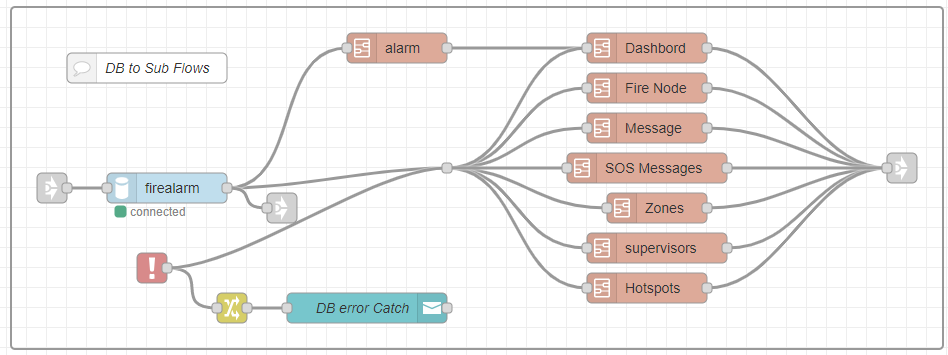 alarm
Dashbord
DB to Sub Flows
Fire Node
Message
SOS Messages
firealarm
connected
Zones
supervisors
Hotspots
DB error Catch